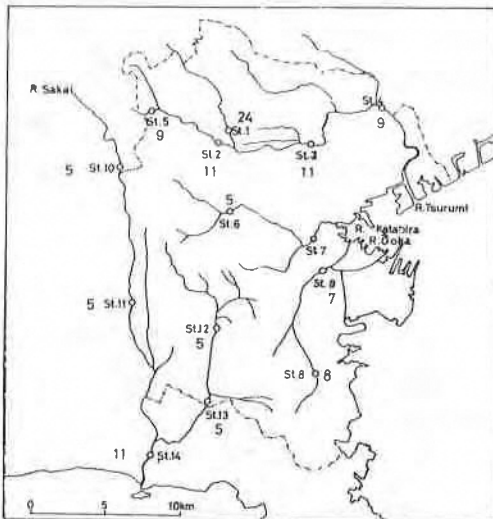 R. Sakai
St.5
9
24
St.1
St.4
9
St.2
11
St.3
11
5
St.10
R.Tsurumi
5
St.6
R. Katabira
R. Ooka
St.7
St.9
7
5
St.11
St.12
5
St.8
8
St.13
5
11
St.14
0
5
10km